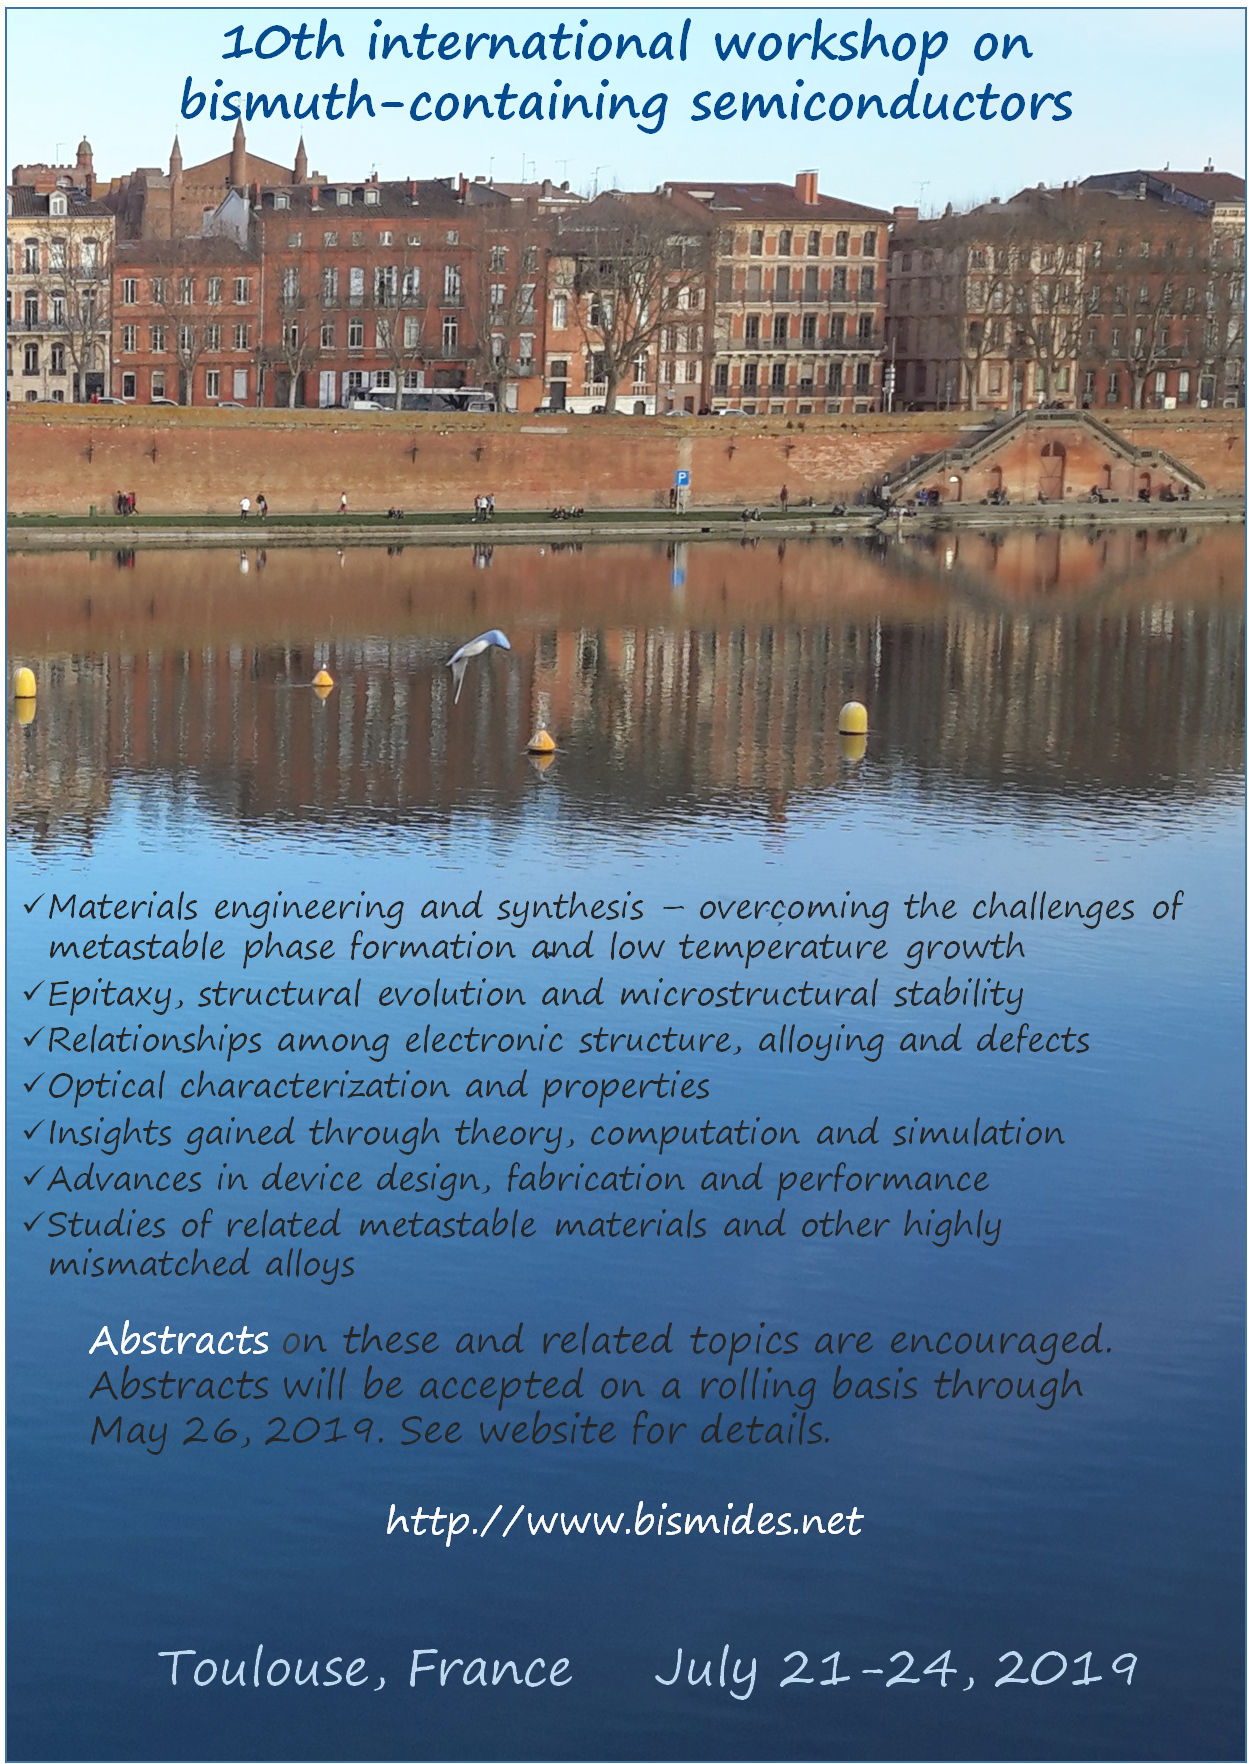 10th international workshop on
bismuth-containing semiconductors
P
✓Materials engineering and synthesis – overcoming the challenges of
metastable phase formation and low temperature growth
✓Epitaxy, structural evolution and microstructural stability
✓Relationships among electronic structure, alloying and defects
✓Optical characterization and properties
✓Insights gained through theory, computation and simulation
✓Advances in device design, fabrication and performance
✓Studies of related metastable materials and other highly
mismatched alloys
Abstracts on these and related topics are encouraged.
Abstracts will be accepted on a rolling basis through
May 26, 2019. See website for details.
http.//www.bismides.net
Toulouse, France July 21-24, 2019